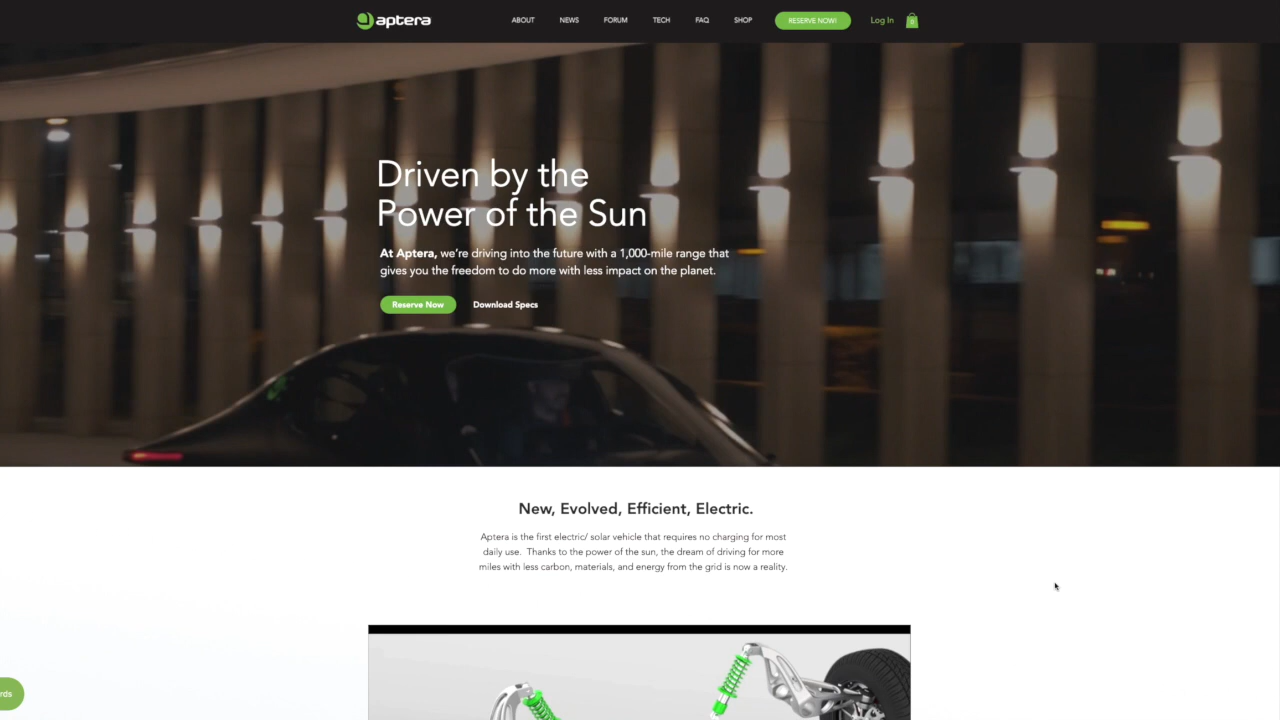 aptera
ABOUT NEWS FORUM TECH FAQ SHOP RESERVE NOW! Log In 0
Driven by the
Power of the Sun
At Aptera, we're driving into the future with a 1,000-mile range that
gives you the freedom to do more with less impact on the planet.
Reserve Now Download Specs
New, Evolved, Efficient, Electric.
Aptera is the first electric/ solar vehicle that requires no charging for most
daily use. Thanks to the power of the sun, the dream of driving for more
miles with less carbon, materials, and energy from the grid is now a reality.
rds